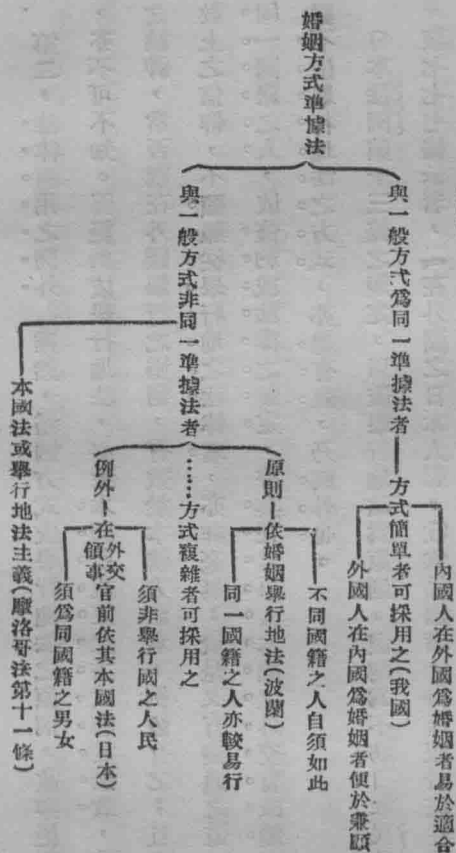 婚姻方式準據法
與一般方式爲同一準據法者
方式簡單者可採用之(我國)
內國人在外國爲婚姻者易於適合
外國人在內國爲婚姻者便於兼顧
與一般方式非同一準據法者
……方式複雜者可採用之
原則
依婚姻舉行地法(波蘭)
不同國籍之人自須如此
同一國籍之人亦較易行
例外
在外交領事官前依其本國法(日本)
須非舉行國之人民
須爲同國籍之男女
本國法或舉行地法主義(摩洛哥法第十一條)